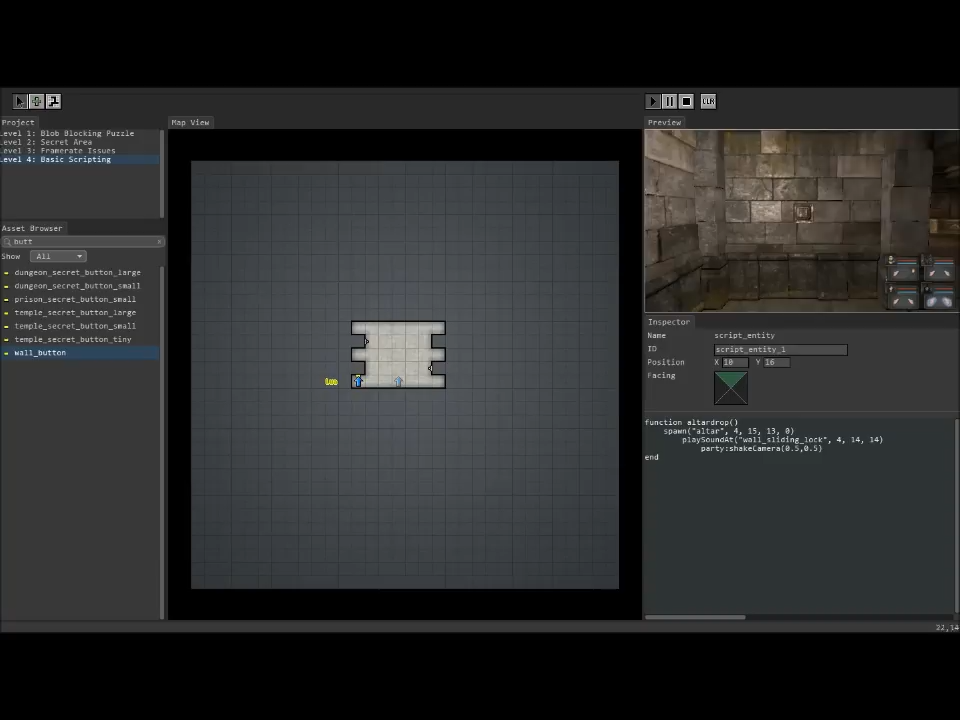 Project
Map View
Preview
CLR
evel 1: Blob Blocking Puzzle
evel 2: Secret Area
evel 3: Framerate Issues
evel 4: Basic Scripting
Asset Browser
butt
Show All
dungeon_secret_button_large
dungeon_secret_button_small
prison_secret_button_small
temple_secret_button_large
temple_secret_button_small
temple_secret_button_tiny
wall_button
Inspector
Name script_entity
ID script_entity_1
Position X 10 Y 16
Facing
function altardrop()
spawn("altar", 4, 15, 13, 0)
playSoundAt("wall_sliding_lock", 4, 14, 14)
party:shakeCamera(0.5,0.5)
end
22,14